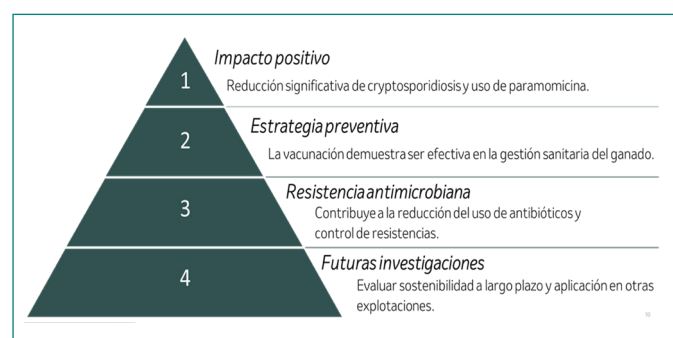 1
Impacto positivo
Reducción significativa de cryptosporidiosis y uso de paramomicina.
2
Estrategia preventiva
La vacunación demuestra ser efectiva en la gestión sanitaria del ganado.
3
Resistencia antimicrobiana
Contribuye a la reducción del uso de antibióticos y
control de resistencias.
4
Futuras investigaciones
Evaluar sostenibilidad a largo plazo y aplicación en otras
explotaciones.